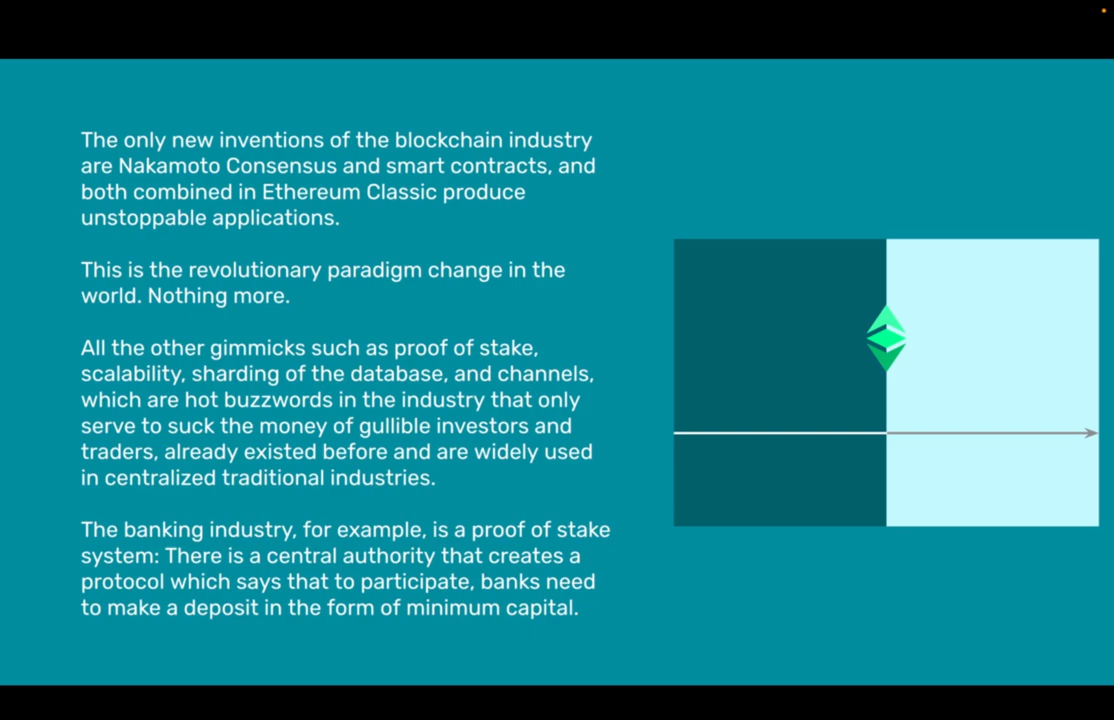 The only new inventions of the blockchain industry
are Nakamoto Consensus and smart contracts, and
both combined in Ethereum Classic produce
unstoppable applications.
This is the revolutionary paradigm change in the
world. Nothing more.
All the other gimmicks such as proof of stake,
scalability, sharding of the database, and channels,
which are hot buzzwords in the industry that only
serve to suck the money of gullible investors and
traders, already existed before and are widely used
in centralized traditional industries.
The banking industry, for example, is a proof of stake
system: There is a central authority that creates a
protocol which says that to participate, banks need
to make a deposit in the form of minimum capital.